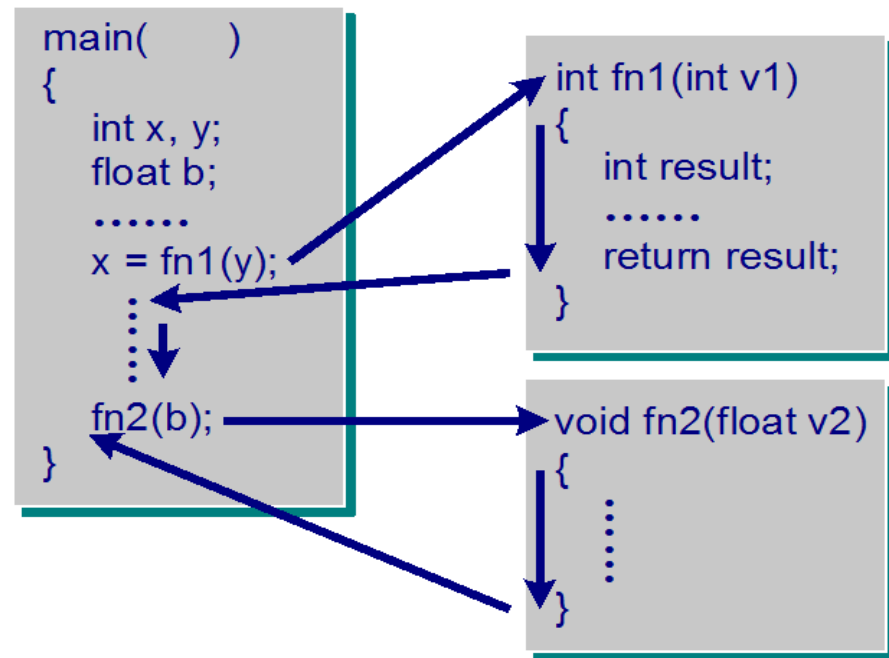 main(      )
{
int x, y;
float b;
......
x = fn1(y);
......
fn2(b);
}
int fn1(int v1)
{
int result;
......
return result;
}
void fn2(float v2)
{
......
}